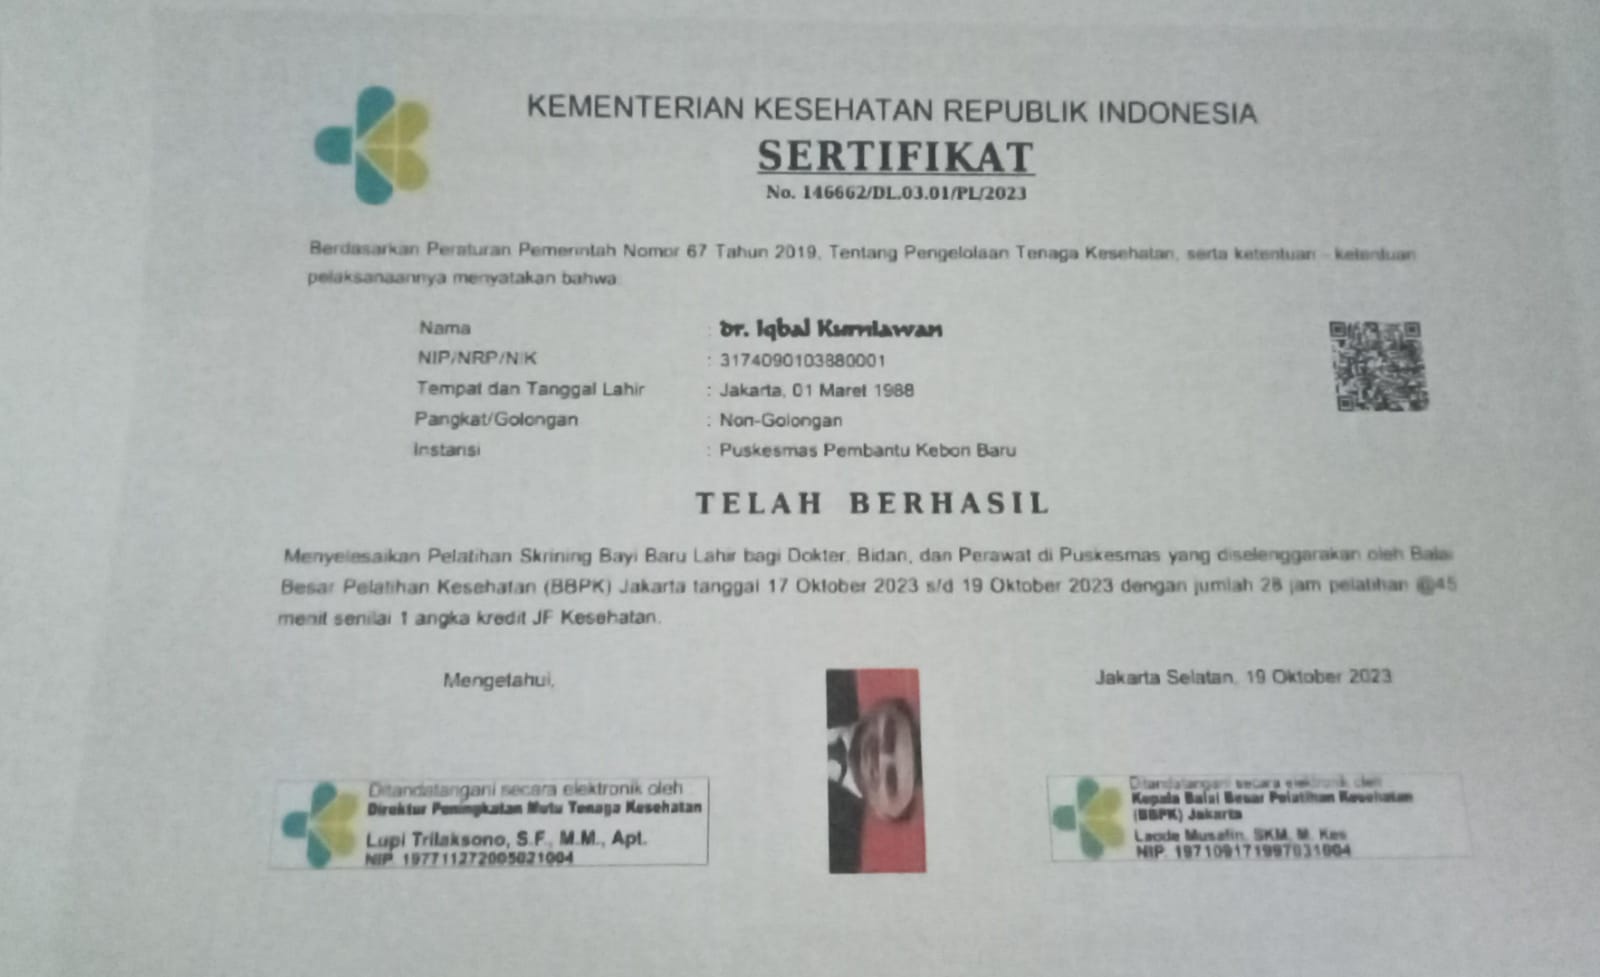 KEMENTERIAN KESEHATAN REPUBLIK INDONESIA
SERTIFIKAT
No. 146662/DL.03.01/PL/2023
Berdasarkan Peraturan Pemerintah Nomor 67 Tahun 2019, Tentang Pengelolaan Tenaga Kesehatan, serta ketentuan - ketentuan
pelaksanaannya menyatakan bahwa:
Nama : Dr. Iqbal Kurniawan
NIP/NRP/NIK : 3174090103880001
Tempat dan Tanggal Lahir : Jakarta, 01 Maret 1988
Pangkat/Golongan : Non-Golongan
Instansi : Puskesmas Pembantu Kebon Baru
TELAH BERHASIL
Menyelesaikan Pelatihan Skrining Bayi Baru Lahir bagi Dokter, Bidan, dan Perawat di Puskesmas yang diselenggarakan oleh Balai
Besar Pelatihan Kesehatan (BBPK) Jakarta tanggal 17 Oktober 2023 s/d 19 Oktober 2023 dengan jumlah 28 jam pelatihan @45
menit senilai 1 angka kredit JF Kesehatan.
Mengetahui,
Jakarta Selatan, 19 Oktober 2023
Ditandatangani secara elektronik oleh
Direktur Peningkatan Mutu Tenaga Kesehatan
Lupi Trilaksono, S.F., M.M., Apt.
NIP. 197711272005021004
Ditandatangani secara elektronik oleh
Kepala Balai Besar Pelatihan Kesehatan
(BBPK) Jakarta
Laode Musafin, SKM, M. Kes
NIP. 197109171997031004